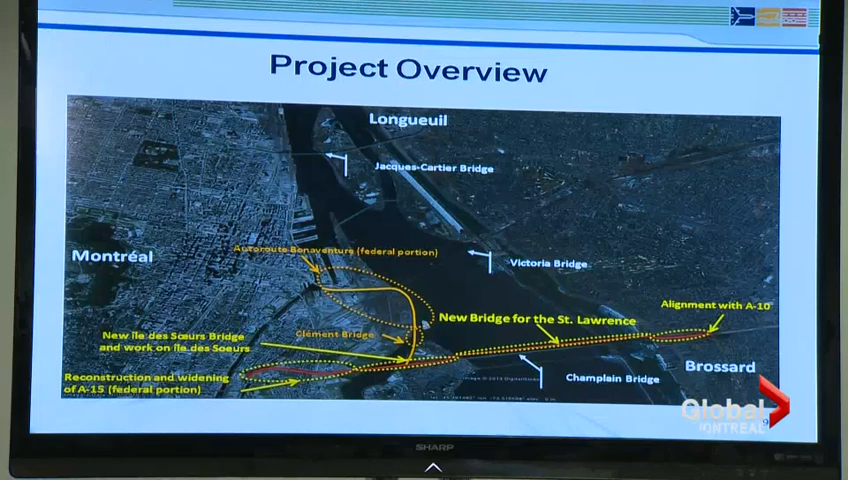 Project Overview
Longueuil
Jacques-Cartier Bridge
Montréal
Autoroute Bonaventure (federal portion)
Victoria Bridge
Alignment with A-10
New Bridge for the St. Lawrence
Clément Bridge
New Île des Sœurs Bridge
and work on Île des Soeurs
Brossard
Reconstruction and widening
of A-15 (federal portion)
Champlain Bridge
Global
MONTREAL
9
SHARP